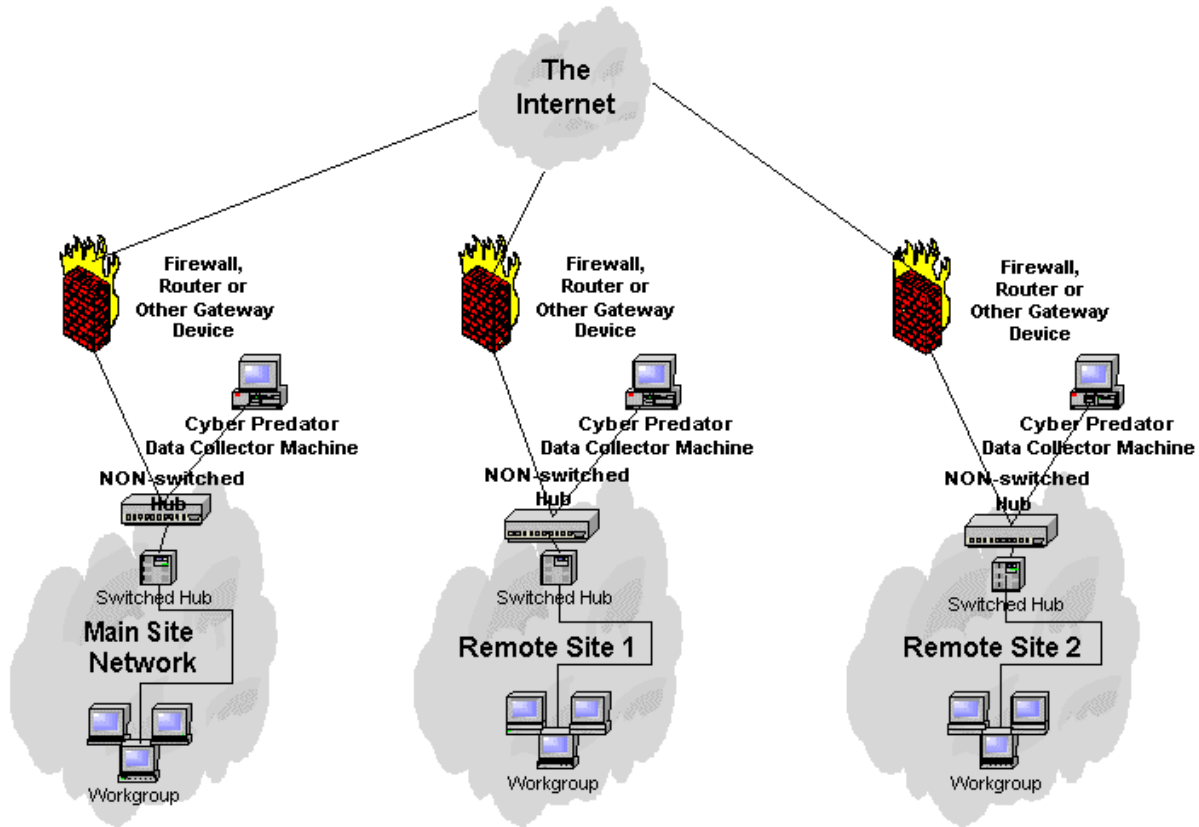 The
Internet
Firewall,
Router or
Other Gateway
Device
Cyber Predator
Data Collector Machine
NON-switched
Hub
Switched Hub
Main Site
Network
Workgroup
Firewall,
Router or
Other Gateway
Device
Cyber Predator
Data Collector Machine
NON-switched
Hub
Switched Hub
Remote Site 1
Workgroup
Firewall,
Router or
Other Gateway
Device
Cyber Predator
Data Collector Machine
NON-switched
Hub
Switched Hub
Remote Site 2
Workgroup